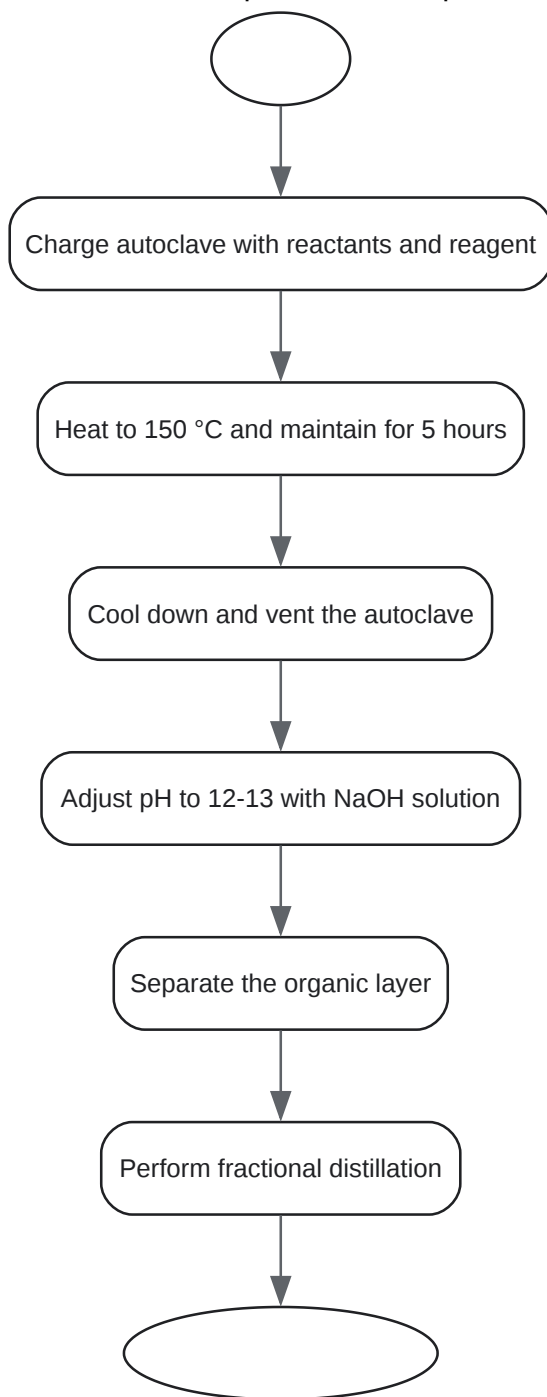 Charge autoclave with reactants and reagent
Heat to 150 °C and maintain for 5 hours
Cool down and vent the autoclave
Adjust pH to 12-13 with NaOH solution
Separate the organic layer
Perform fractional distillation